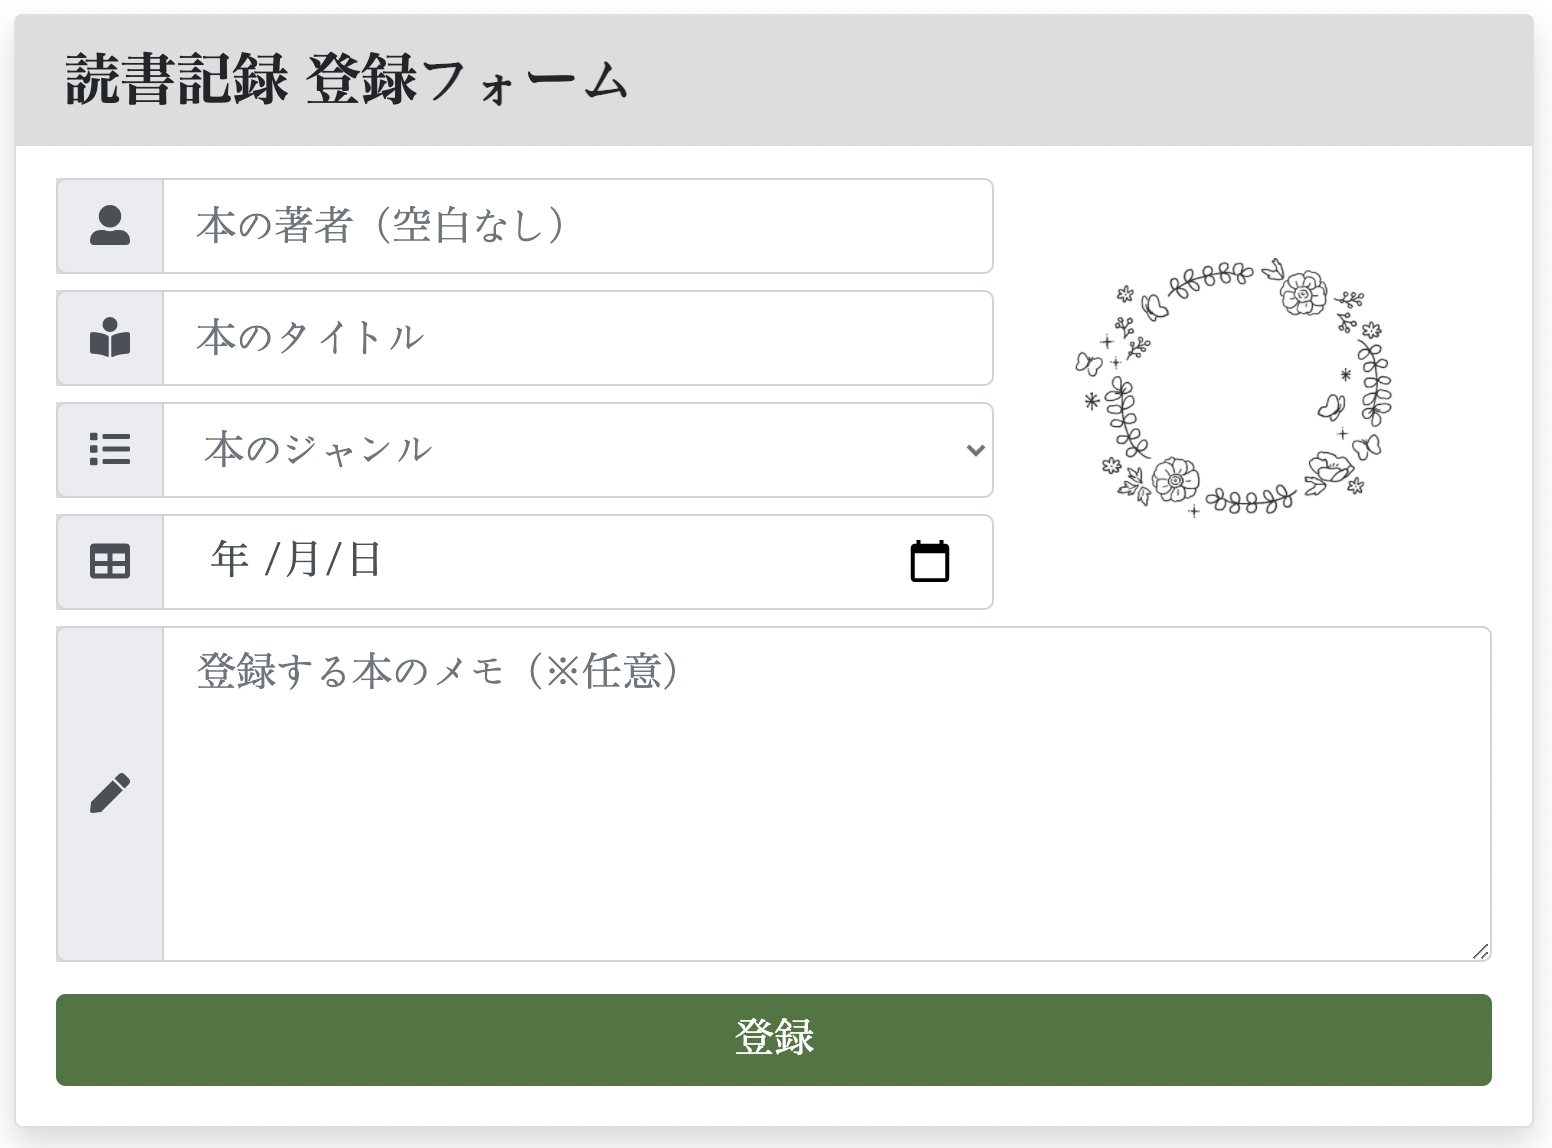 読書記録 登録フォーム
本の著者（空白なし）
本のタイトル
本のジャンル
年 /月/日
登録する本のメモ（※任意）
登録